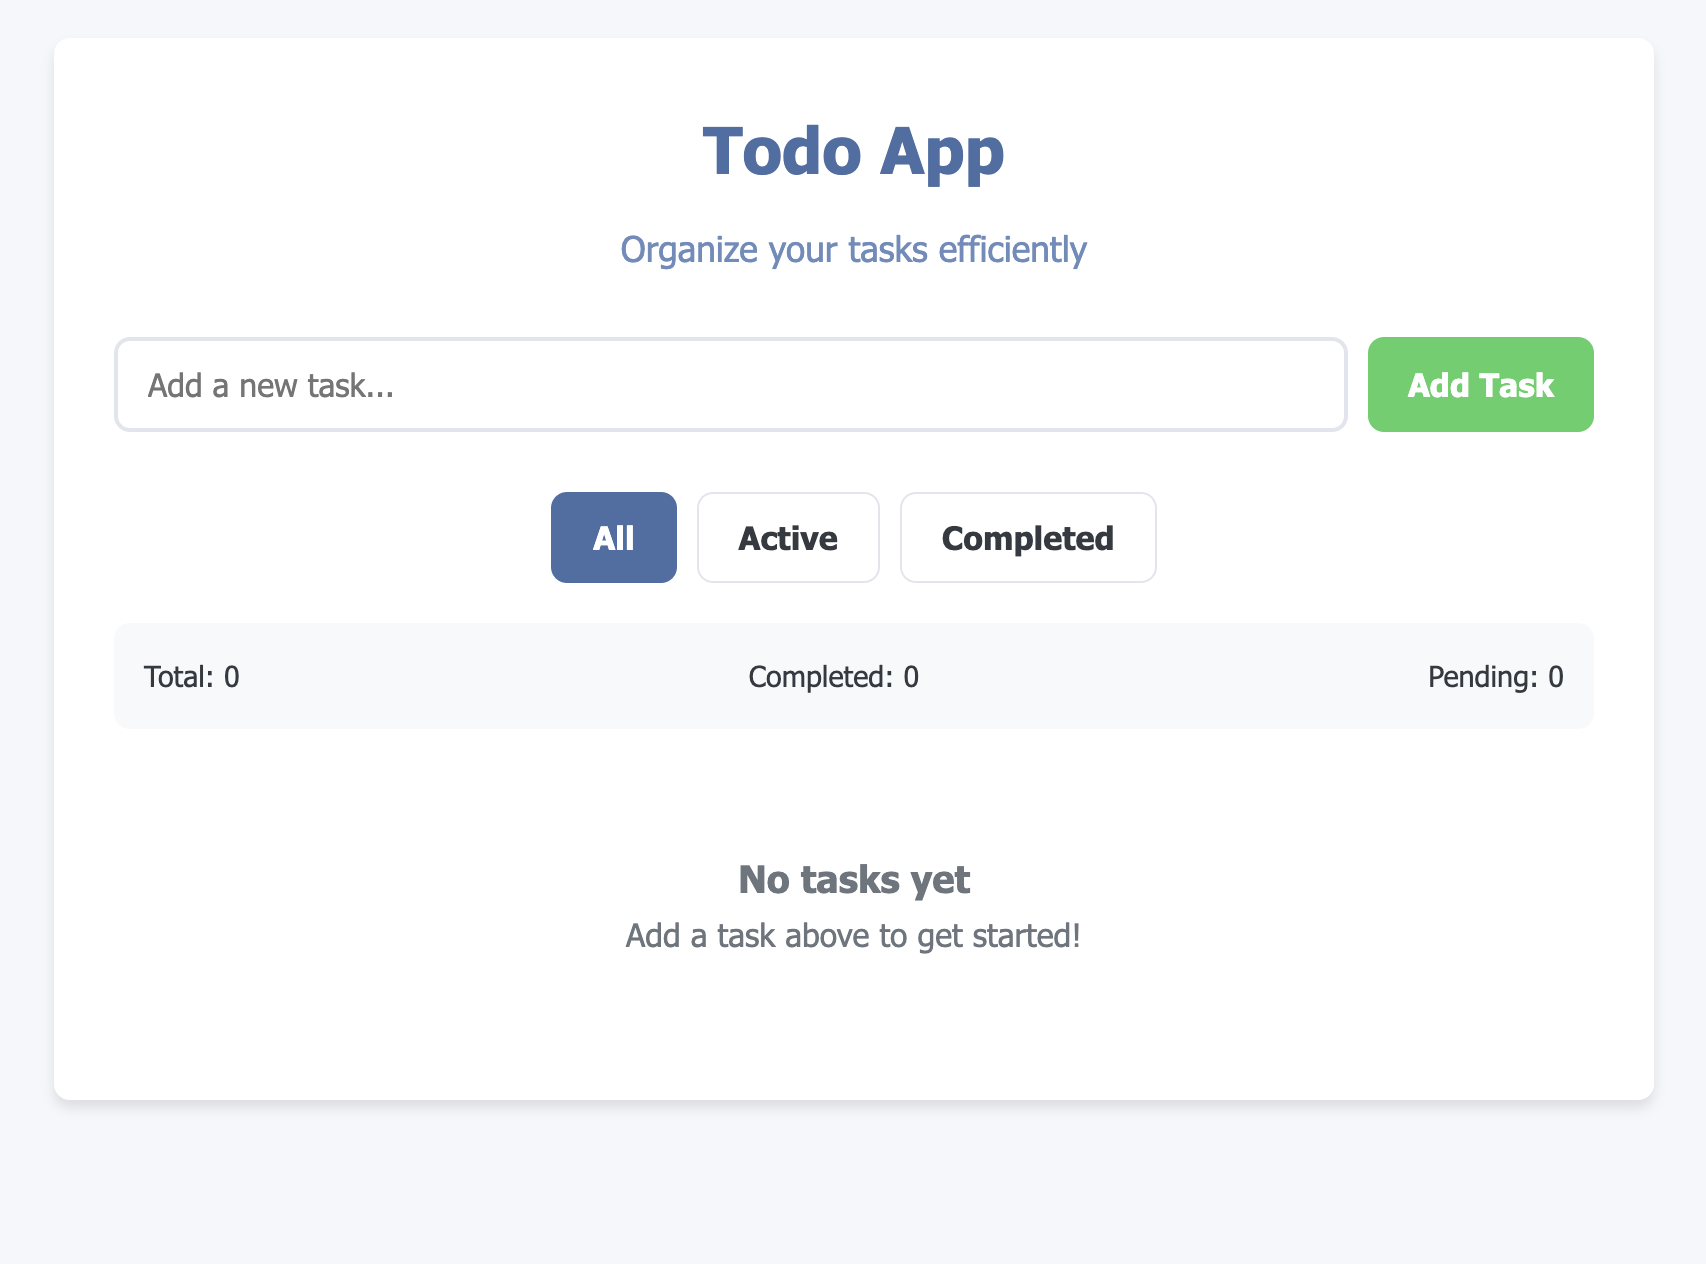 Todo App
Organize your tasks efficiently
Add a new task...
Add Task
All
Active
Completed
Total: 0
Completed: 0
Pending: 0
No tasks yet
Add a task above to get started!